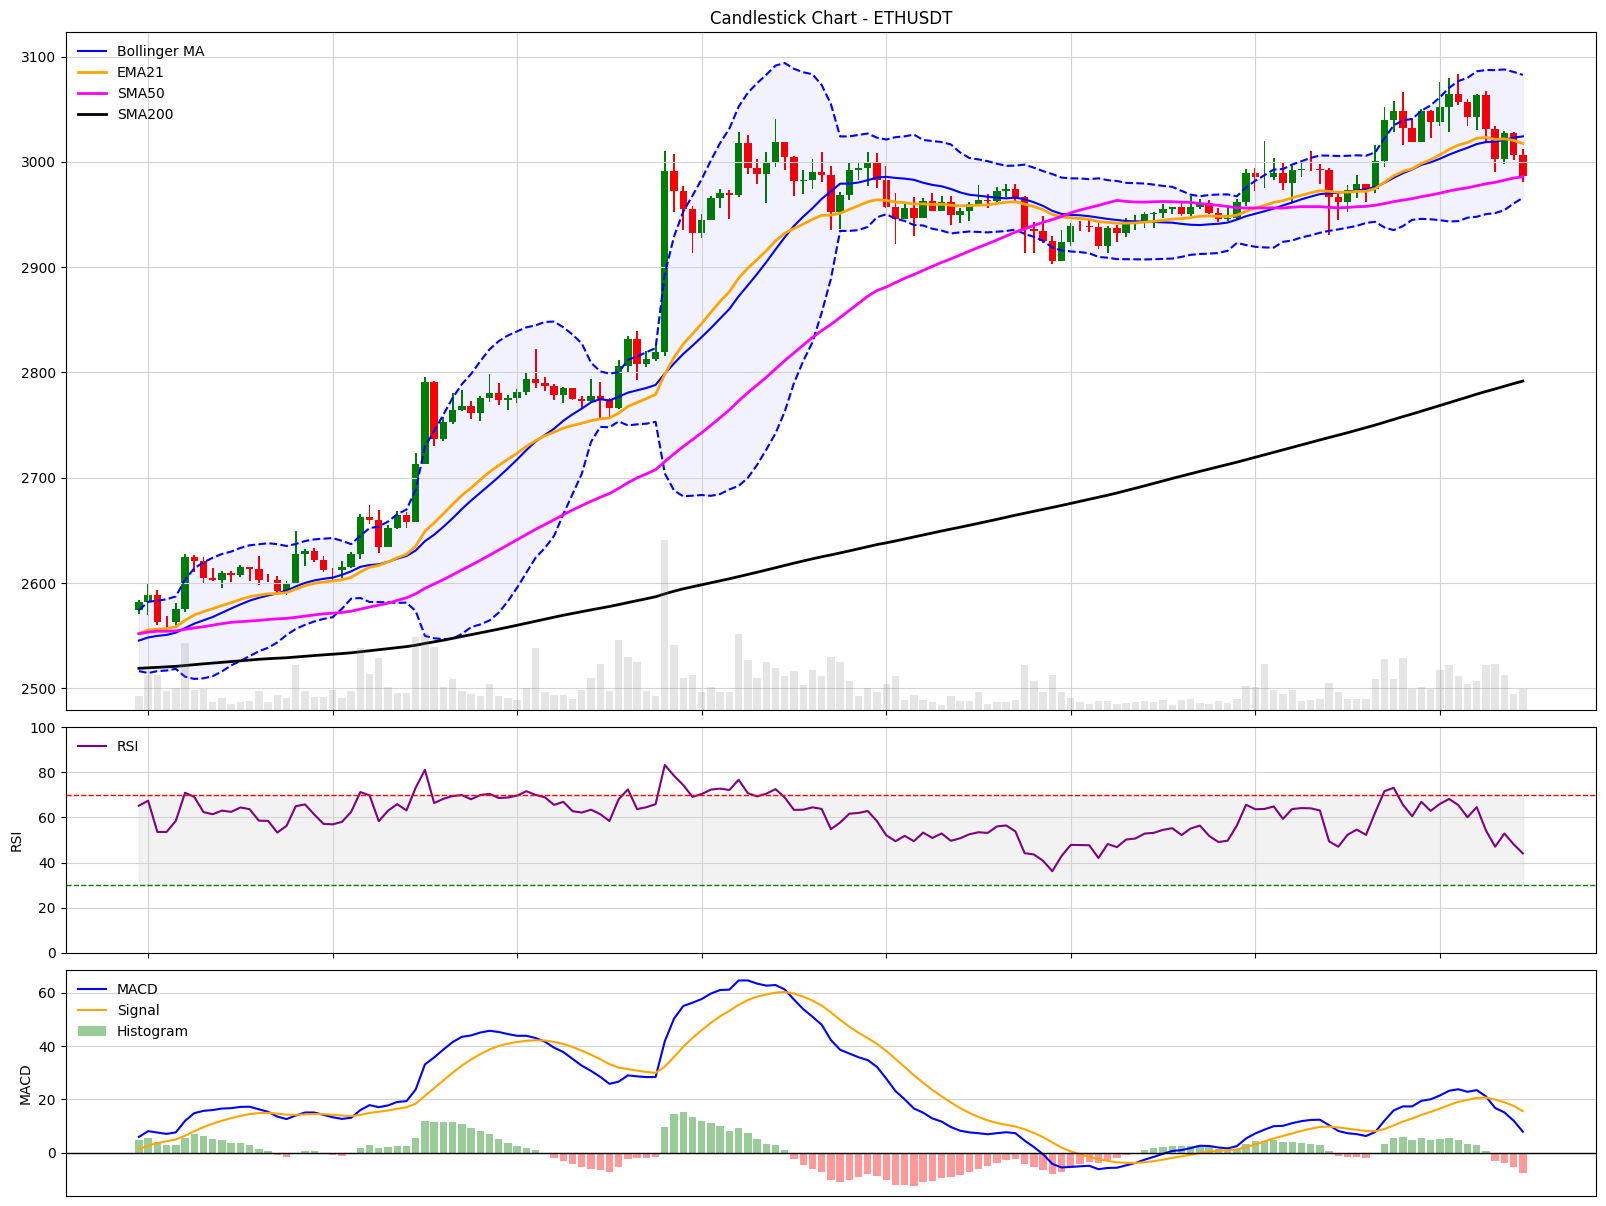 Candlestick Chart - ETHUSDT
Bollinger MA
EMA21
SMA50
SMA200
3100
3000
2900
2800
2700
2600
2500
RSI
100
80
60
40
20
0
RSI
MACD
Signal
Histogram
60
40
20
0
MACD